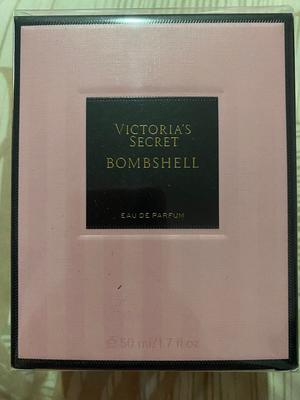 VICTORIA'S
SECRET
BOMBSHELL
EAU DE PARFUM
℮ 50 ml/1.7 fl oz